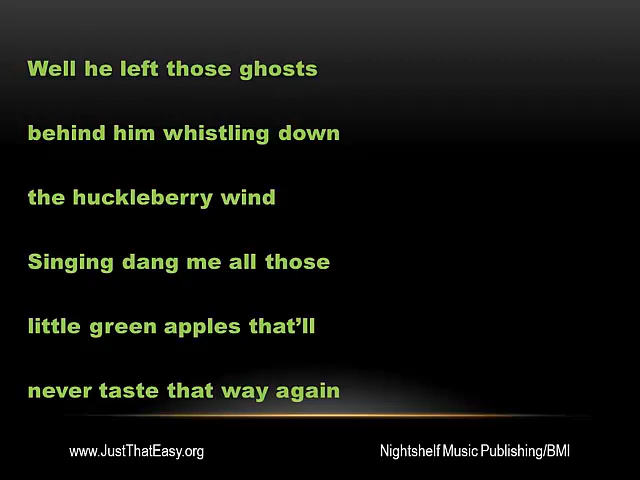 Well he left those ghosts
behind him whistling down
the huckleberry wind
Singing dang me all those
little green apples that’ll
never taste that way again
www.JustThatEasy.org Nightshelf Music Publishing/BMI